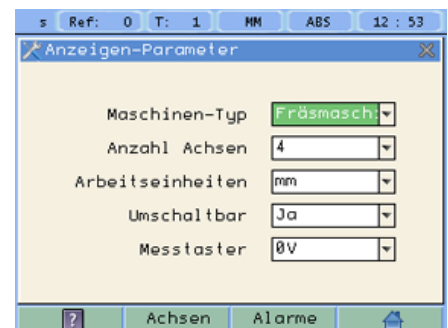 s Ref: 0 T: 1 MM ABS 12 : 53
Anzeigen-Parameter
Maschinen-Typ Fräsmasch
Anzahl Achsen 4
Arbeitseinheiten mm
Umschaltbar Ja
Messtaster 0V
? Achsen Alarme